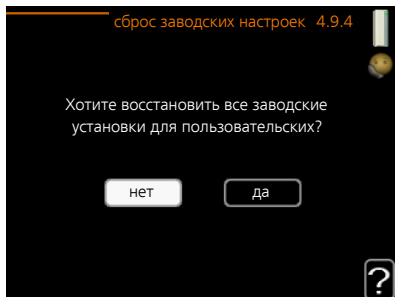 сброс заводских настроек 4.9.4
Хотите восстановить все заводские
установки для пользовательских?
нет да
?